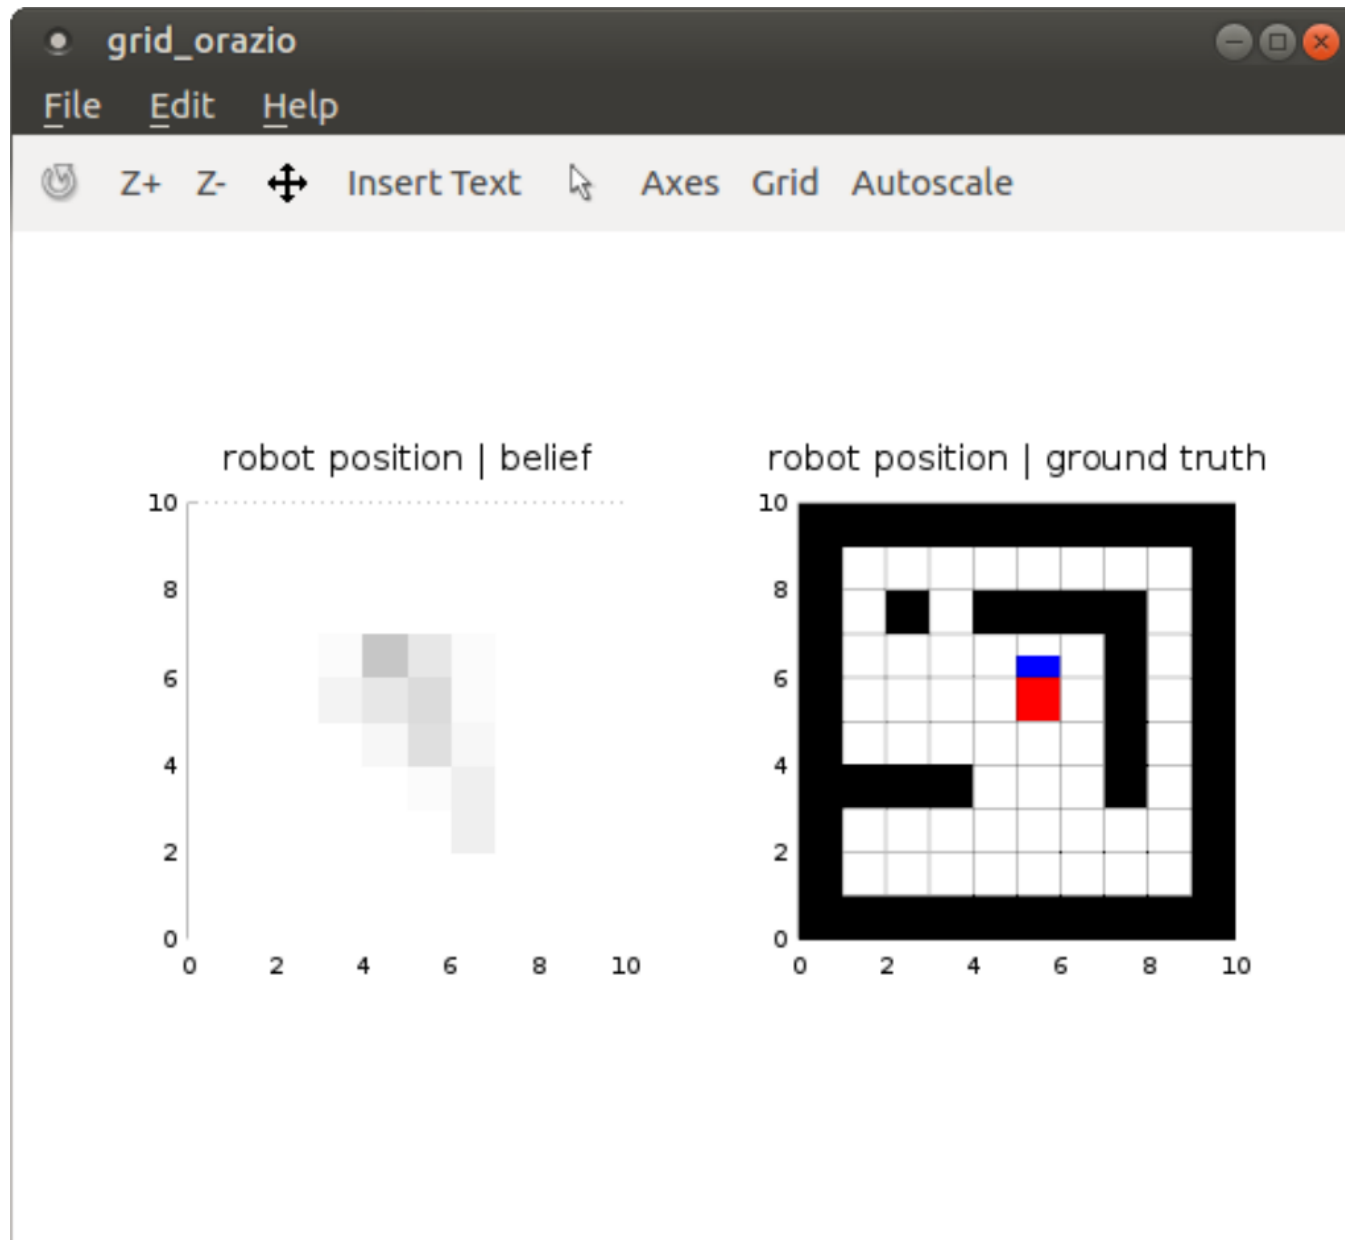 grid_orazio
File Edit Help
Z+ Z- Insert Text Axes Grid Autoscale
robot position | belief
10
8
6
4
2
0
0 2 4 6 8 10
robot position | ground truth
10
8
6
4
2
0
0 2 4 6 8 10